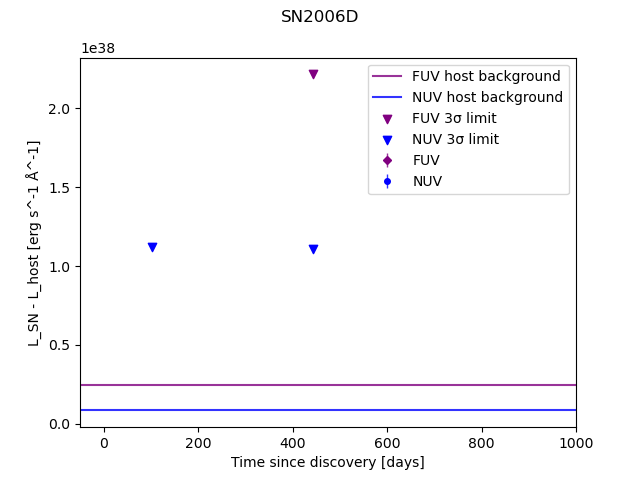 SN2006D
1e38
FUV host background
NUV host background
FUV 3σ limit
NUV 3σ limit
FUV
NUV
L_SN - L_host [erg s^-1 Å^-1]
2.0
1.5
1.0
0.5
0.0
0 200 400 600 800 1000
Time since discovery [days]